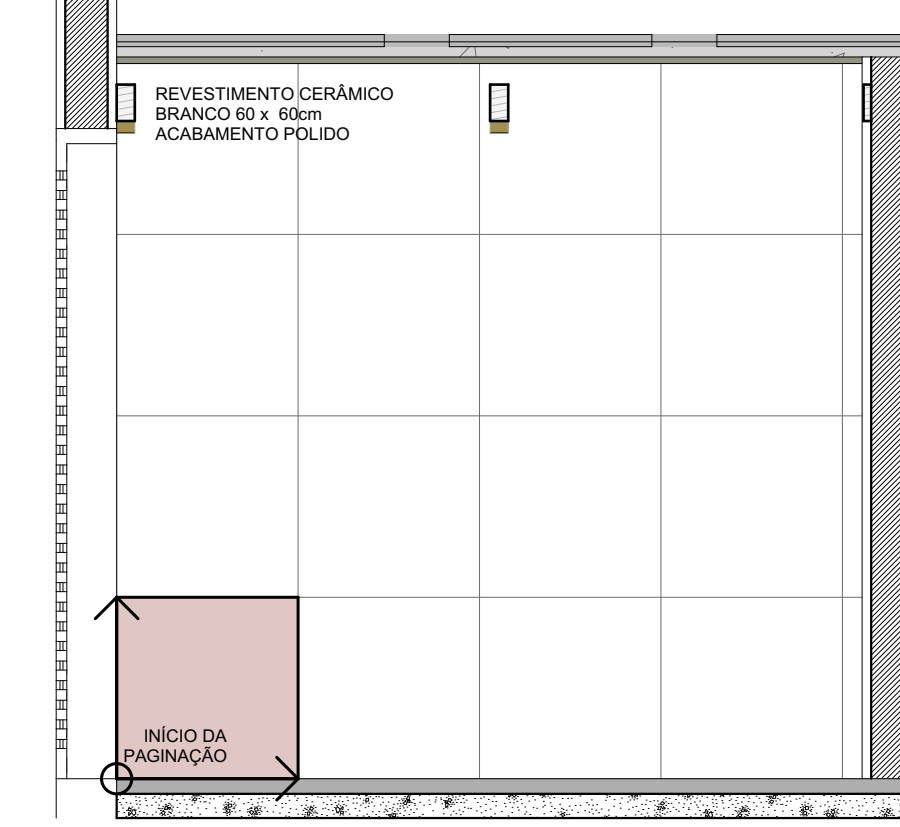 REVESTIMENTO CERÂMICO
BRANCO 60 x  60cm
ACABAMENTO POLIDO
INÍCIO DA
PAGINAÇÃO